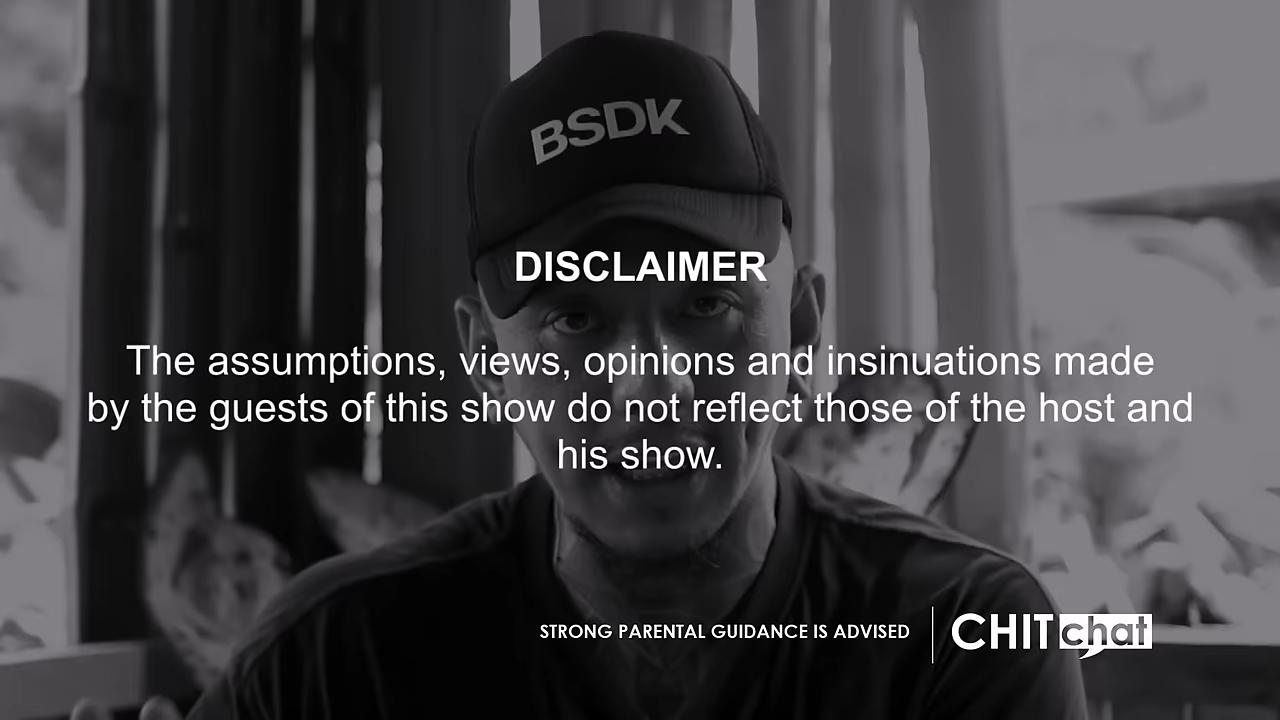 BSDK
DISCLAIMER
The assumptions, views, opinions and insinuations made
by the guests of this show do not reflect those of the host and
his show.
STRONG PARENTAL GUIDANCE IS ADVISED
CHIT chat